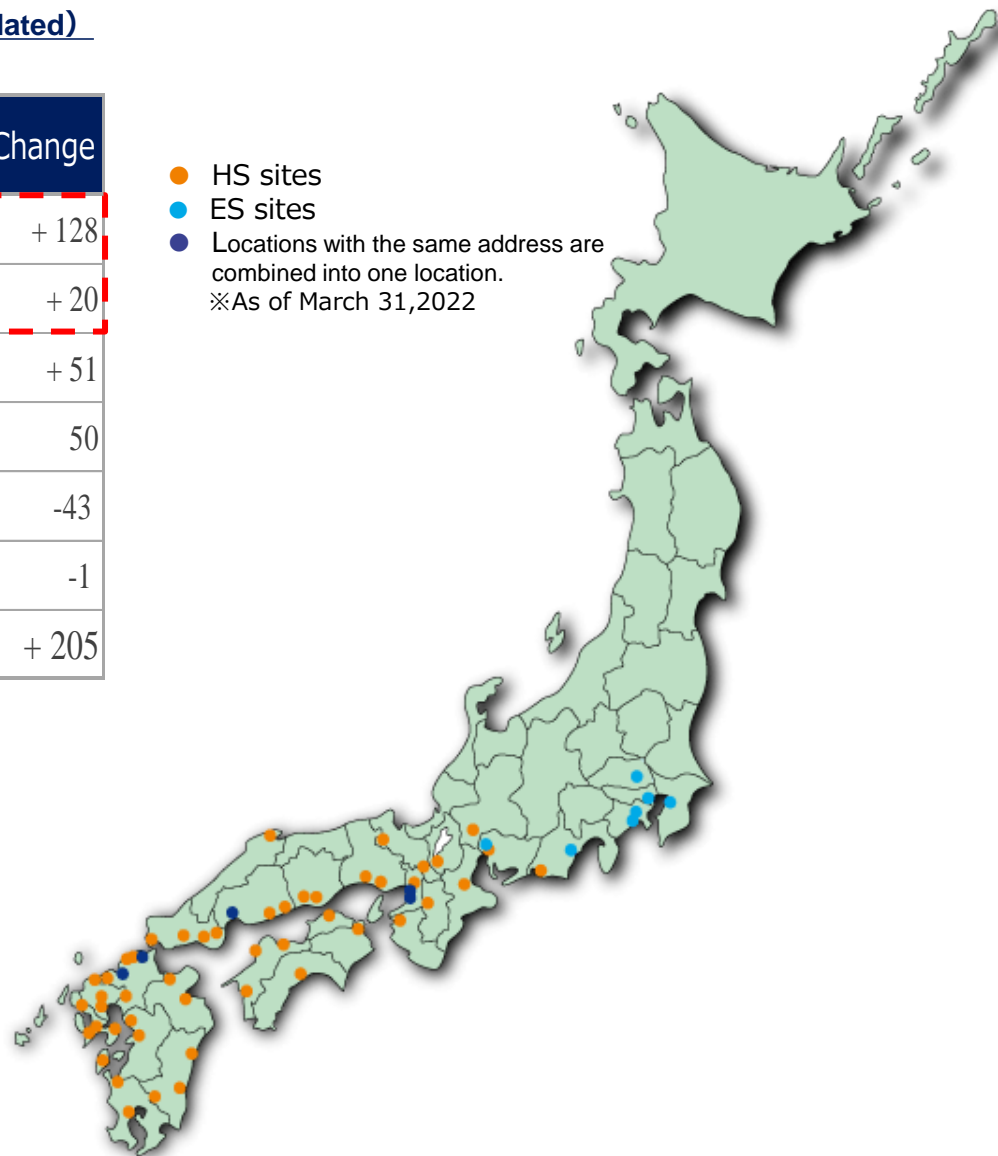 lated)
Change
+ 128
+ 20
+ 51
50
-43
-1
+ 205
HS sites
ES sites
Locations with the same address are
combined into one location.
※As of March 31,2022